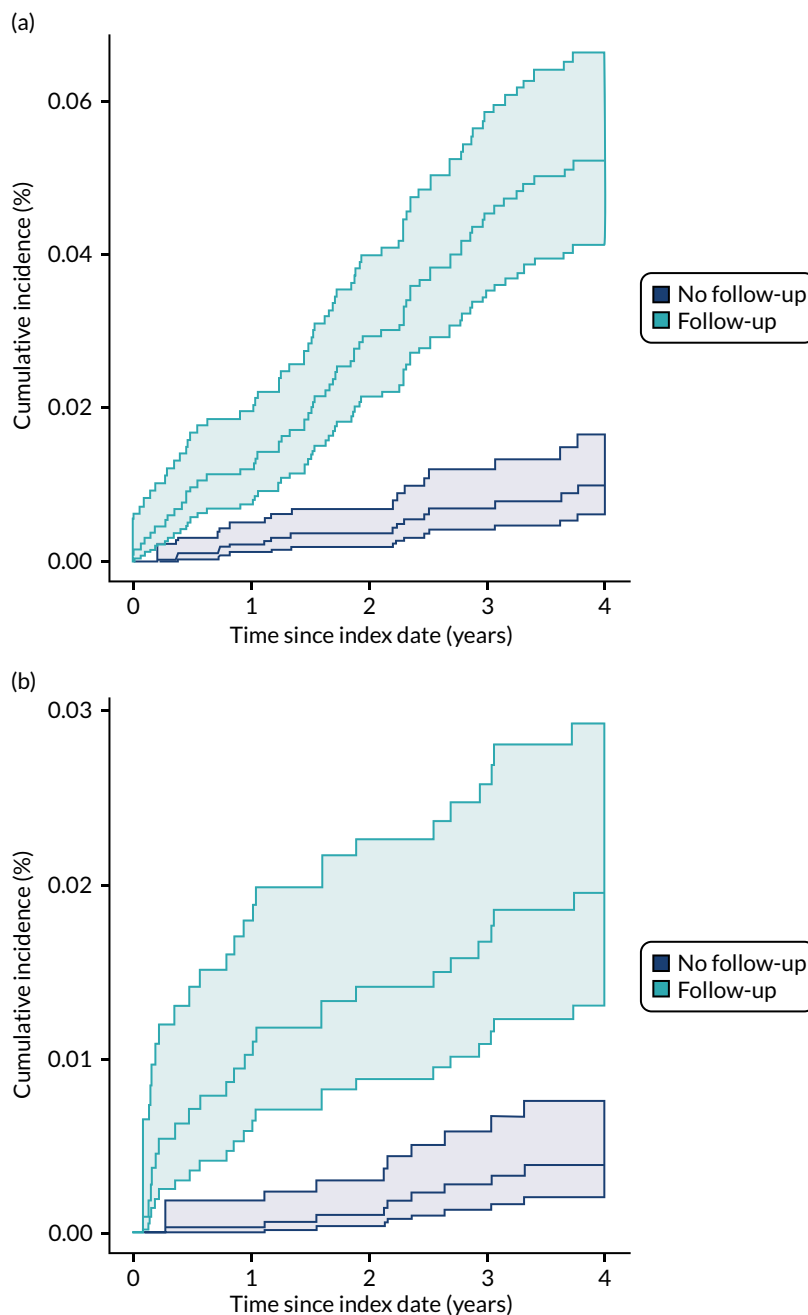 (a)
0.06
0.04
0.02
0.00
Cumulative incidence (%)
0 1 2 3 4
Time since index date (years)
No follow-up
Follow-up
(b)
0.03
0.02
0.01
0.00
Cumulative incidence (%)
0 1 2 3 4
Time since index date (years)
No follow-up
Follow-up